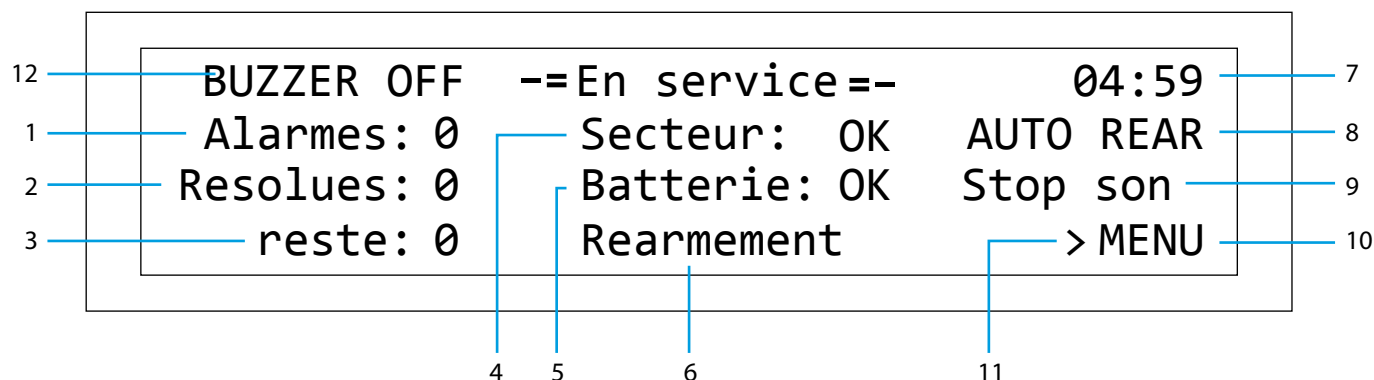 12 BUZZER OFF -=En service=- 04:59 7
1 Alarmes: 0 Secteur: OK AUTO REAR 8
2 Resolues: 0 Batterie: OK Stop son 9
3 reste: 0 Rearmement >MENU 10
4 5 6 11